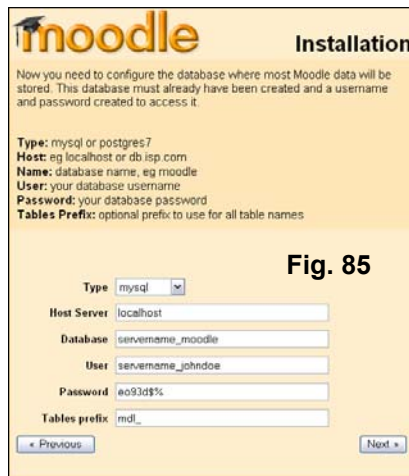 moodle
Installation
Now you need to configure the database where most Moodle data will be
stored. This database must already have been created and a username
and password created to access it.
Type: mysql or postgres7
Host: eg localhost or db.isp.com
Name: database name, eg moodle
User: your database username
Password: your database password
Tables Prefix: optional prefix to use for all table names
Fig. 85
Type mysql
Host Server localhost
Database servername_moodle
User servername_johndoe
Password eo93d$%
Tables prefix mdl_
« Previous Next »